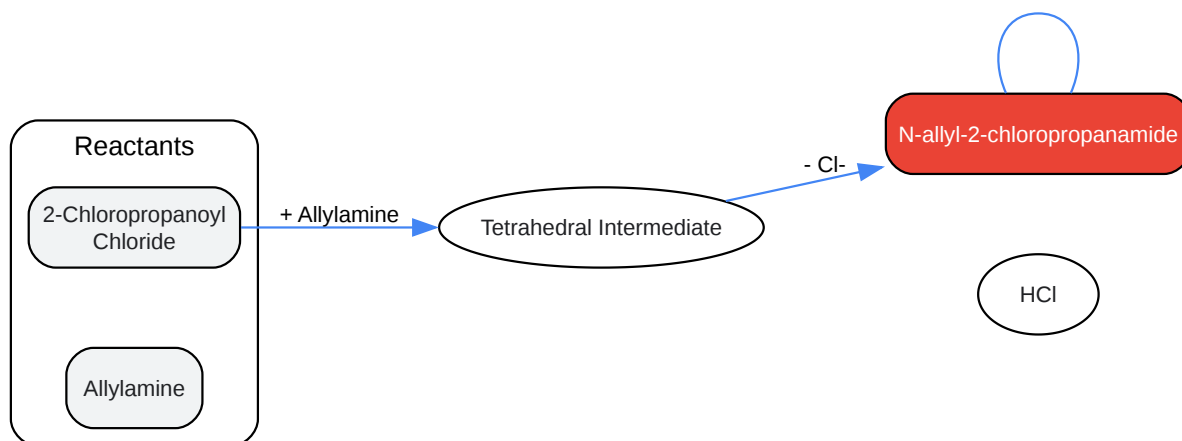 Reactants
2-Chloropropanoyl
Chloride
+ Allylamine
Tetrahedral Intermediate
- Cl-
N-allyl-2-chloropropanamide
HCl
Allylamine